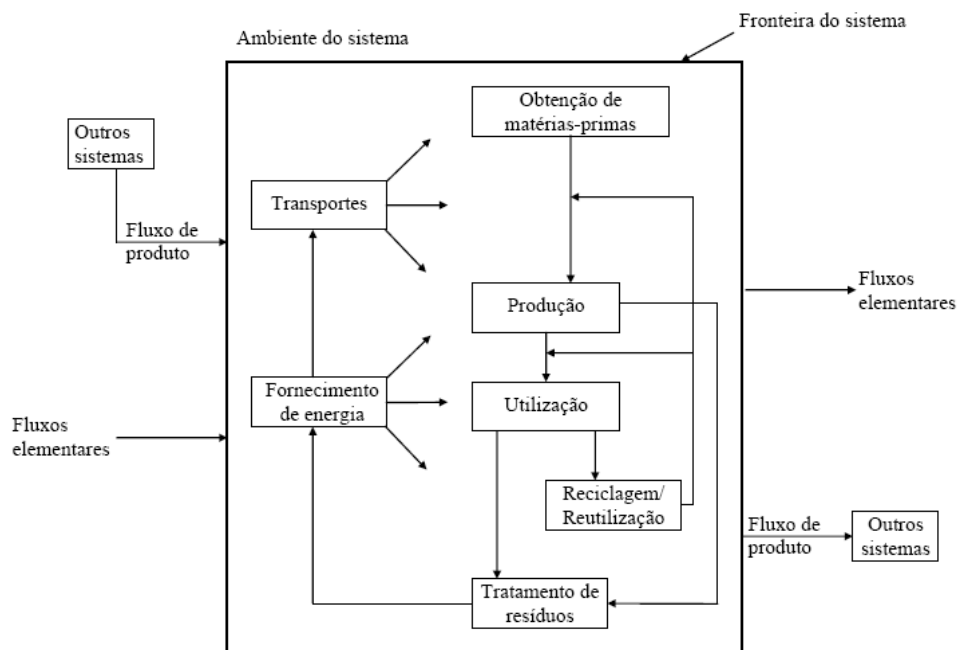 Fronteira do sistema
Ambiente do sistema
Obtenção de
matérias-primas
Outros
sistemas
Transportes
Fluxo de
produto
Produção
Fluxos
elementares
Fornecimento
de energia
Utilização
Fluxos
elementares
Reciclagem/
Reutilização
Fluxo de
produto
Outros
sistemas
Tratamento de
resíduos